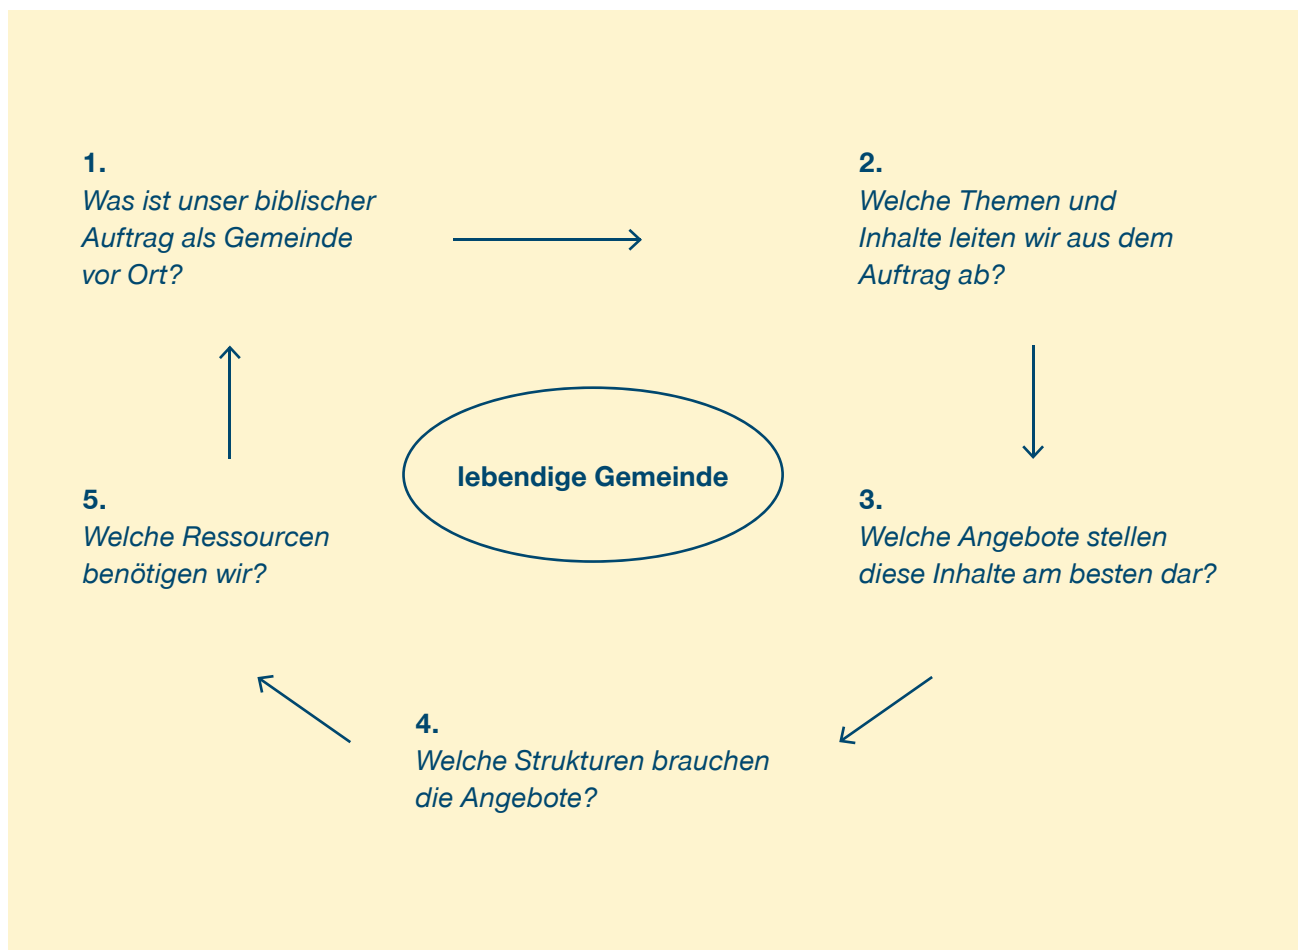 1.
Was ist unser biblischer
Auftrag als Gemeinde
vor Ort?
2.
Welche Themen und
Inhalte leiten wir aus dem
Auftrag ab?
lebendige Gemeinde
3.
Welche Angebote stellen
diese Inhalte am besten dar?
4.
Welche Strukturen brauchen
die Angebote?
5.
Welche Ressourcen
benötigen wir?